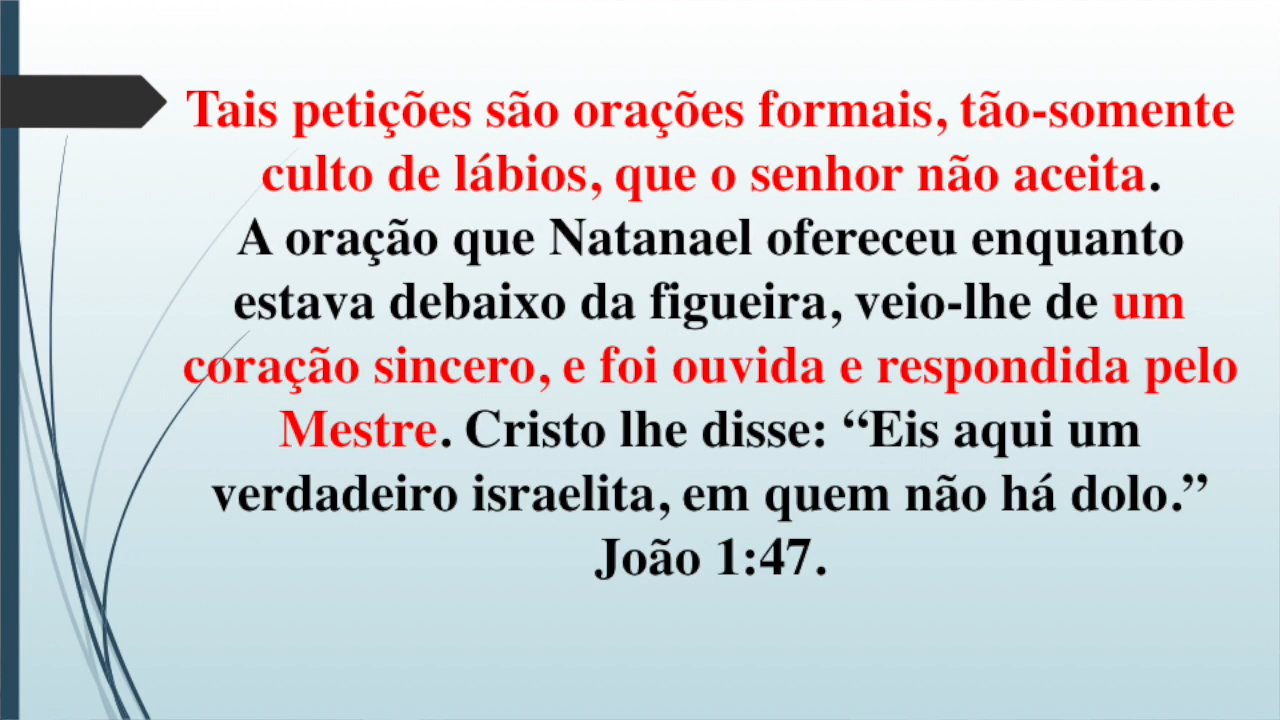 Tais petições são orações formais, tão-somente
culto de lábios, que o senhor não aceita.
A oração que Natanael ofereceu enquanto
estava debaixo da figueira, veio-lhe de um
coração sincero, e foi ouvida e respondida pelo
Mestre. Cristo lhe disse: “Eis aqui um
verdadeiro israelita, em quem não há dolo.”
João 1:47.